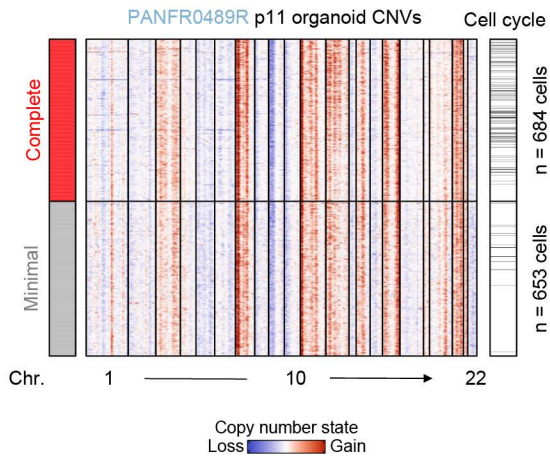 PANFR0489R p11 organoid CNVs
Cell cycle
Complete
n = 684 cells
Minimal
n = 653 cells
Chr. 1 10 22
Copy number state
Loss Gain